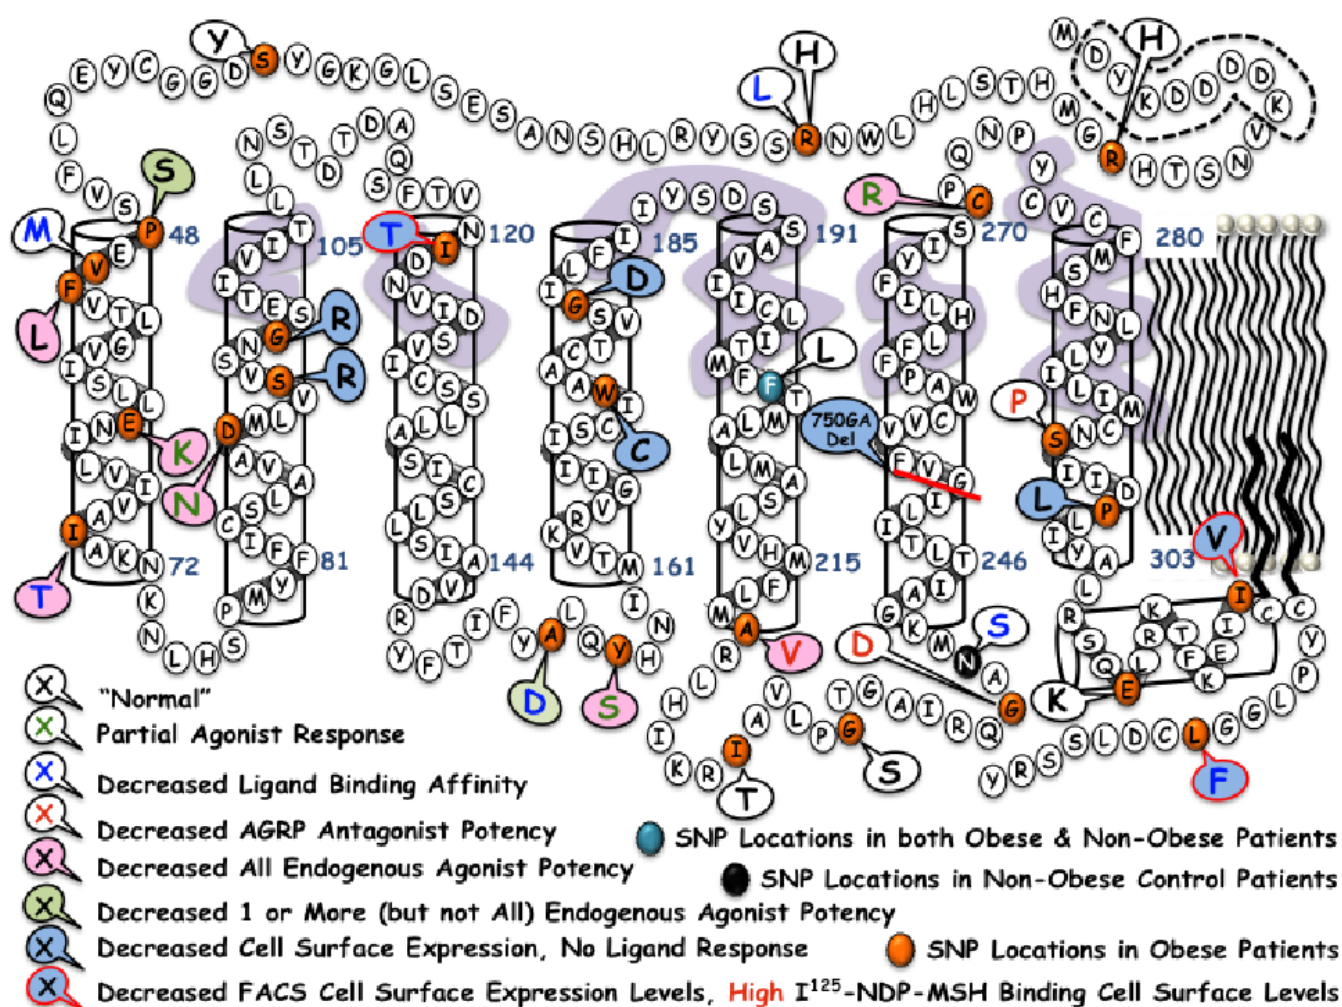 Y
H
L
H
M D Y K D D D D D K V N S T H R G M H T S L H L W N R S S Y R L H S N A S E S L G K G Y S D G G C Y E Q L F V S P
S
M
L
K
T
48
E V F V T L V G I S L L E N I L V I V A I A K N
72
K N L H S
P M Y F F I C S L A V A D M L V S V S G N S E T I V I T
81
105
R
R
N
L L N S T D T D A Q S F T V N
T
120
I D N V I D S V I C S S L L A S I C S L L S I A V D R
144
Y F T I F Y A L Q Y H N I
D
S
M T V V R K G I I I C S I W A A C T V S G I L F I
161
185
D
C
I Y S D S S
191
A V I I C L I T M F F T M L A L M A S L Y V H M F L M A R
L
215
V
L H I K R I A V L P G T G A I R Q G A N M K G
T
S
D
S
A I T L T I L I G V F
246
750GA
Del
V V C W A P F F L H L I F Y I S
270
C P Q N P Y C V C F
R
280
M S H F N L Y L I L I M C N S I I D P L I Y A L R
P
L
303
S Q E L R K T F K E I I C C Y P L G G L C D L S S R Y
K
V
F
X "Normal"
X Partial Agonist Response
X Decreased Ligand Binding Affinity
X Decreased AGRP Antagonist Potency
X Decreased All Endogenous Agonist Potency
X Decreased 1 or More (but not All) Endogenous Agonist Potency
X Decreased Cell Surface Expression, No Ligand Response
X Decreased FACS Cell Surface Expression Levels, High I125-NDP-MSH Binding Cell Surface Levels
SNP Locations in both Obese & Non-Obese Patients
SNP Locations in Non-Obese Control Patients
SNP Locations in Obese Patients